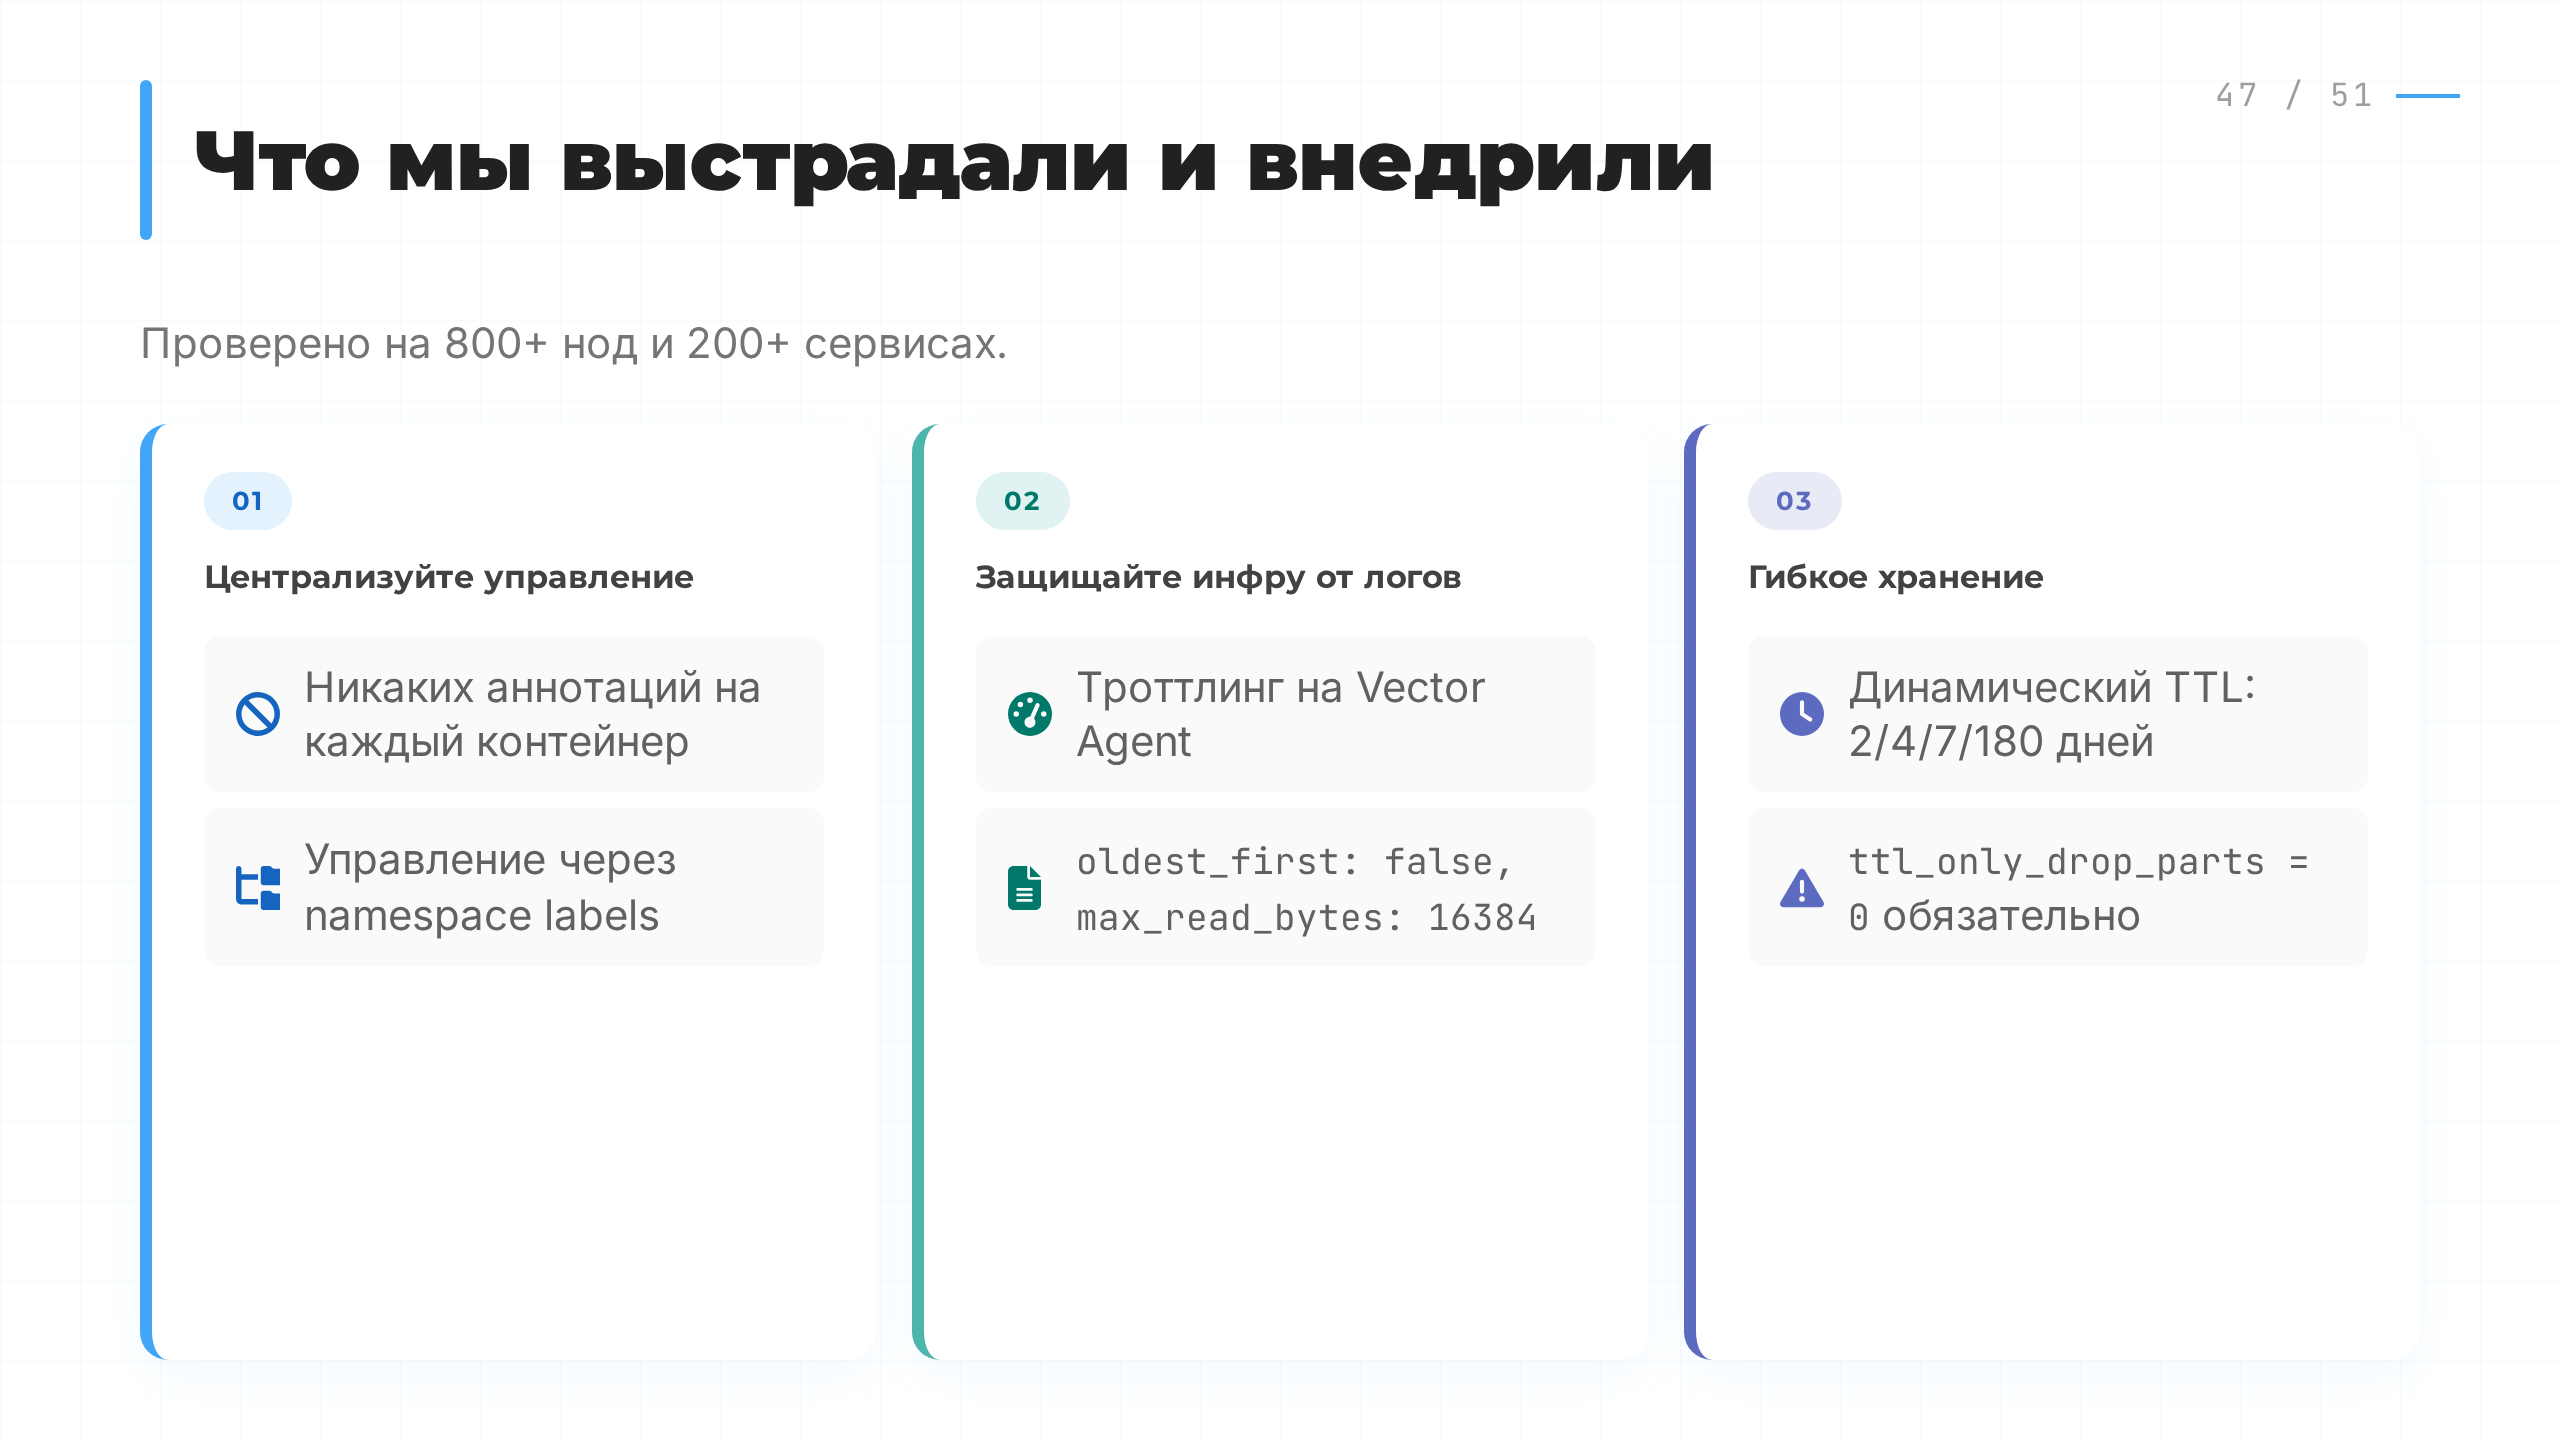 47 / 51
Что мы выстрадали и внедрили
Проверено на 800+ нод и 200+ сервисах.
01
Централизуйте управление
Никаких аннотаций на
каждый контейнер
Управление через
namespace labels
02
Защищайте инфру от логов
Троттлинг на Vector
Agent
oldest_first: false,
max_read_bytes: 16384
03
Гибкое хранение
Динамический TTL:
2/4/7/180 дней
ttl_only_drop_parts =
0 обязательно